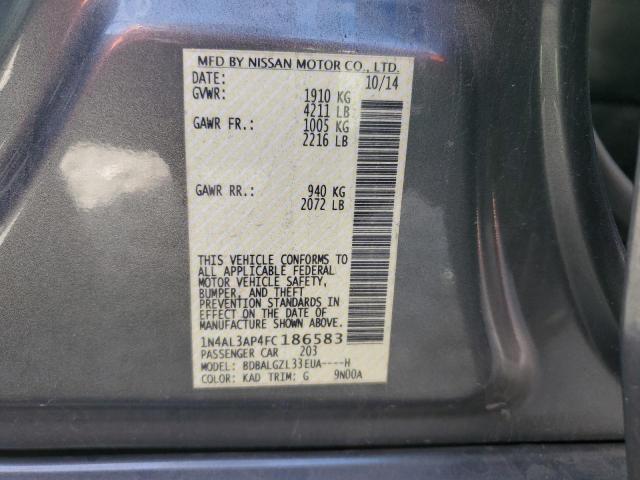 MFD BY NISSAN MOTOR CO., LTD.
DATE: 10/14
GVWR: 1910 KG
4211 LB
GAWR FR.: 1005 KG
2216 LB
GAWR RR.: 940 KG
2072 LB
THIS VEHICLE CONFORMS TO
ALL APPLICABLE FEDERAL
MOTOR VEHICLE SAFETY,
BUMPER, AND THEFT
PREVENTION STANDARDS IN
EFFECT ON THE DATE OF
MANUFACTURE SHOWN ABOVE.
1N4AL3AP4FC186583
PASSENGER CAR 203
MODEL: BDBALGZL33EUA----H
COLOR: KAD TRIM: G 9N00A